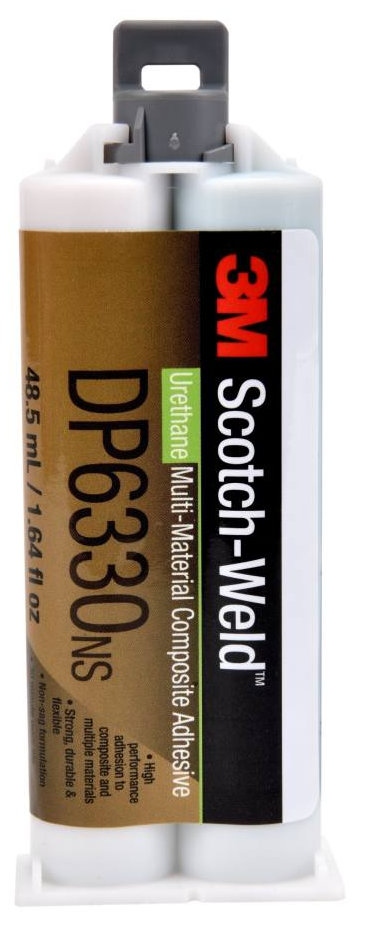 3M
Scotch-Weld™
Urethane Multi-Material Composite Adhesive
DP6330NS
48.5 mL / 1.64 fl oz
• High
performance
adhesion to
composite and
multiple materials
• Strong, durable &
flexible
• Non-sag formulation